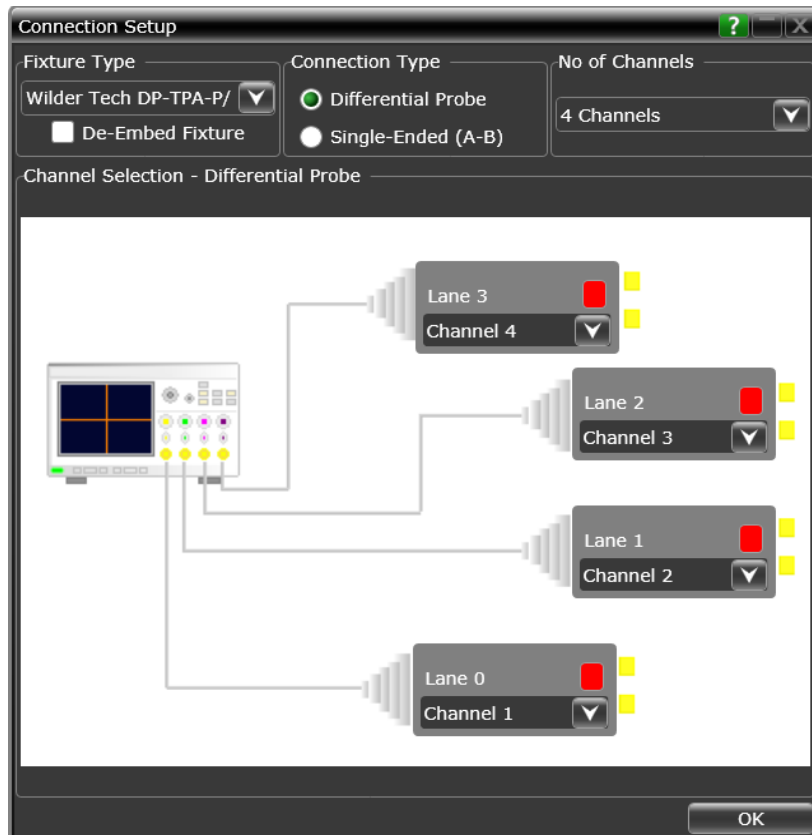 Connection Setup
?
X
Fixture Type
Wilder Tech DP-TPA-P/
De-Embed Fixture
Connection Type
Differential Probe
Single-Ended (A-B)
No of Channels
4 Channels
Channel Selection - Differential Probe
Lane 3
Channel 4
Lane 2
Channel 3
Lane 1
Channel 2
Lane 0
Channel 1
OK